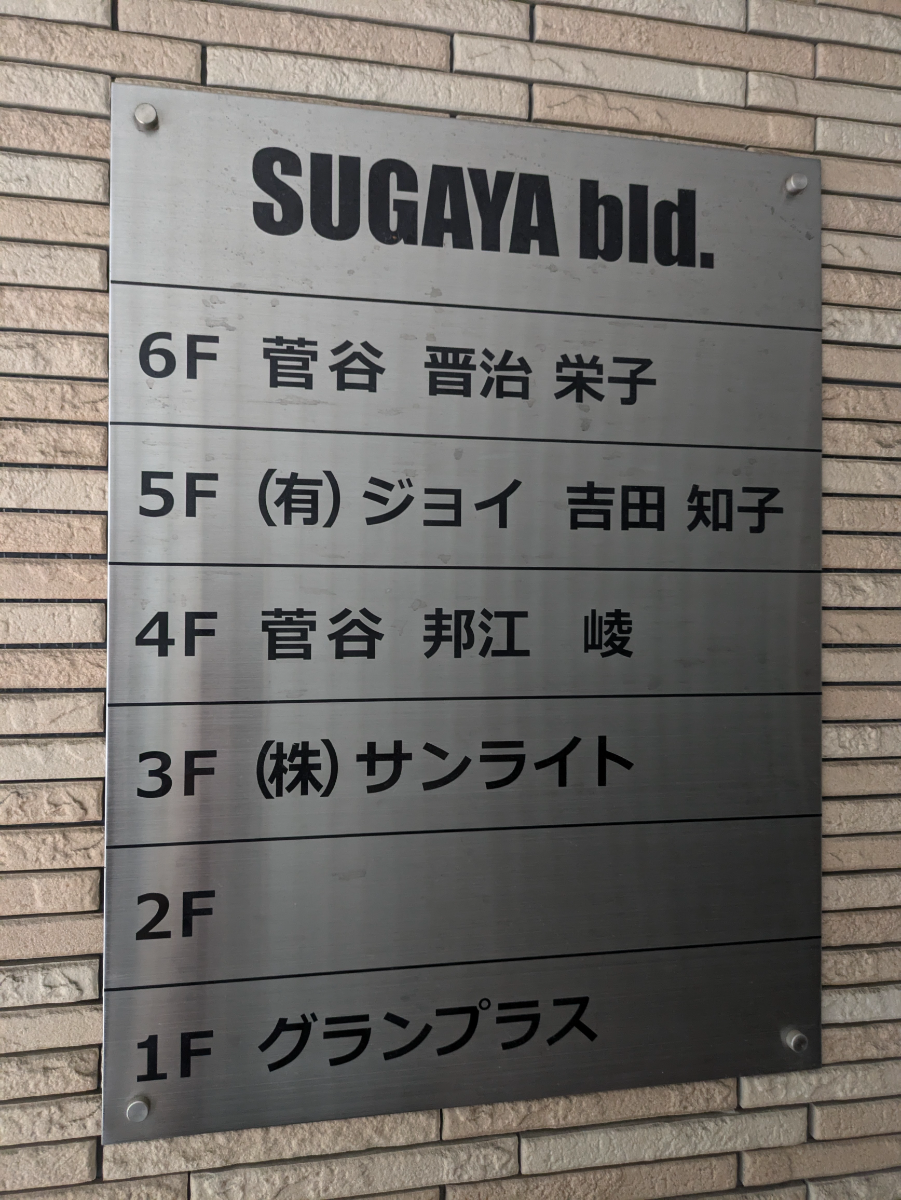 SUGAYA bld.
6F 菅谷 晋治 栄子
5F (有)ジョイ 吉田 知子
4F 菅谷 邦江 崚
3F (株)サンライト
2F
1F グランプラス